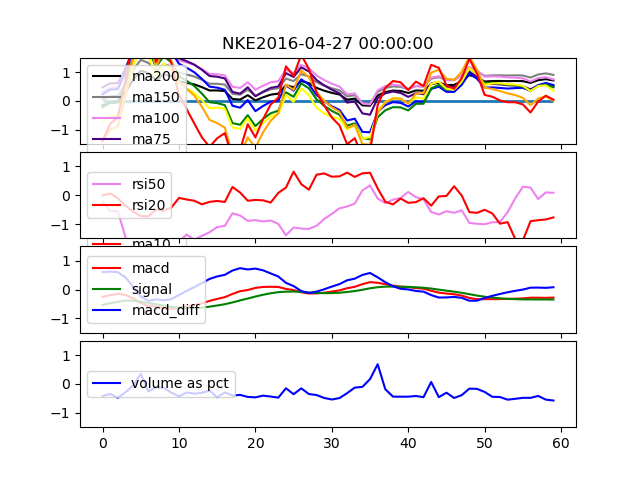 NKE2016-04-27 00:00:00
1
0
−1
ma200
ma150
ma100
ma75
1
0
−1
rsi50
rsi20
ma10
1
0
−1
macd
signal
macd_diff
1
0
−1
volume as pct
0 10 20 30 40 50 60